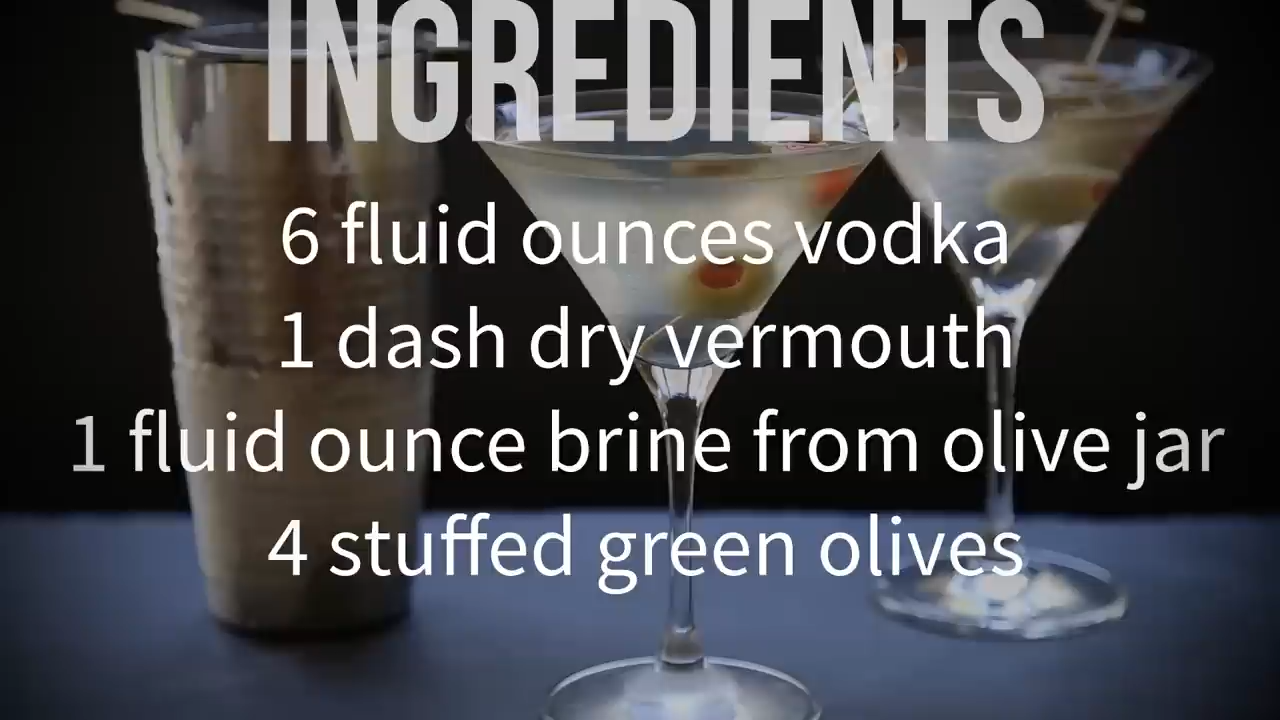 INGREDIENTS
6 fluid ounces vodka
1 dash dry vermouth
1 fluid ounce brine from olive jar
4 stuffed green olives